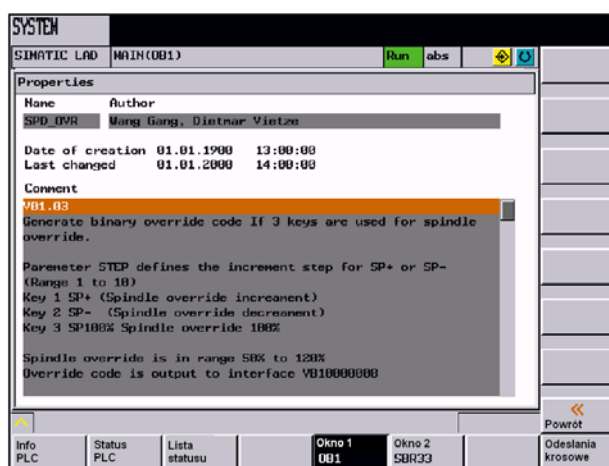 SYSTEM
SIMATIC LAD MAIN(OB1) Run abs
Properties
Name Author
SPD_OVR Wang Gang, Dietmar Vietze
Date of creation 01.01.1900 13:00:00
Last changed 01.01.2000 14:00:00
Comment
V01.03
Generate binary override code If 3 keys are used for spindle
override.
Paremeter STEP defines the increment step for SP+ or SP-
(Range 1 to 10)
Key 1 SP+ (Spindle override increament)
Key 2 SP- (Spindle override decreament)
Key 3 SP100% Spindle override 100%
Spindle override is in range 50% to 120%
Override code is output to interface VB10000008
Powrót
Info PLC
Status PLC
Lista statusu
Okno 1 OB1
Okno 2 SBR33
Odesłania krosowe